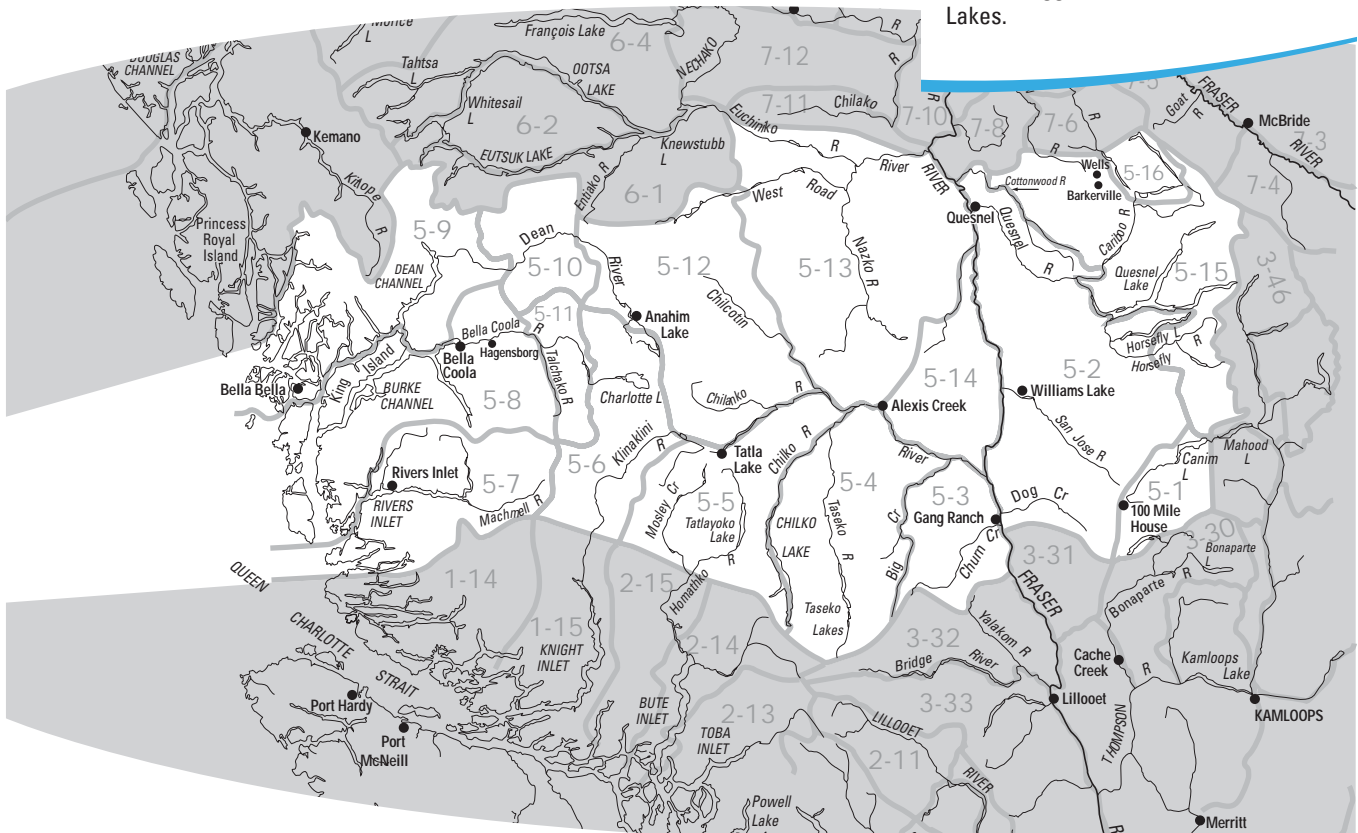 Lakes.
Morice
L
François Lake
6-4
NECHAKO
R
7-12
R
DOUGLAS
CHANNEL
Tahtsa
L
OOTSA
LAKE
Whitesail
L
6-2
EUTSUK LAKE
Knewstubb
L
7-11
Chilako
7-10
R
7-8
7-6
7-5
Goat
R
FRASER
RIVER
McBride
7-3
7-4
Kemano
Kitlope
R
Entiako R
6-1
Euchiniko
R
River
RIVER
West Road
R
Wells
Barkerville
5-16
Cottonwood R
Quesnel
Quesnel
R
Cariboo R
Princess
Royal
Island
5-9
Dean
River
5-10
5-12
5-13
Nazko R
Quesnel
Lake
5-15
3-46
DEAN
CHANNEL
5-11
Chilcotin
R
Anahim
Lake
Bella Coola
R
Bella
Coola
Hagensborg
Talchako R
Horsefly L
Horsefly
R
King Island
Bella Bella
BURKE
CHANNEL
5-8
Charlotte L
Chilanko
5-14
Alexis Creek
5-2
Williams Lake
San Jose R
Klinaklini
R
5-6
Tatla
Lake
Chilko R
River
Mahood
L
Canim
L
Rivers Inlet
RIVERS
INLET
5-7
Machmell R
Mosley Cr
5-5
Tatlayoko
Lake
5-4
Taseko
R
5-3
Gang Ranch
Dog Cr
5-1
100 Mile
House
CHILKO
LAKE
Big Cr
Churn Cr
3-31
3-30
Bonaparte
L
QUEEN
CHARLOTTE
STRAIT
1-14
2-15
Homathko
R
Taseko
Lakes
FRASER
Bonaparte R
1-15
KNIGHT
INLET
2-14
3-32
Yalakom R
Bridge River
Cache
Creek
R
Kamloops
Lake
Port Hardy
Port
McNeill
BUTE
INLET
2-13
TOBA
INLET
3-33
LILLOOET
RIVER
2-11
Lillooet
THOMPSON
KAMLOOPS
Powell
Lake
R
Merritt